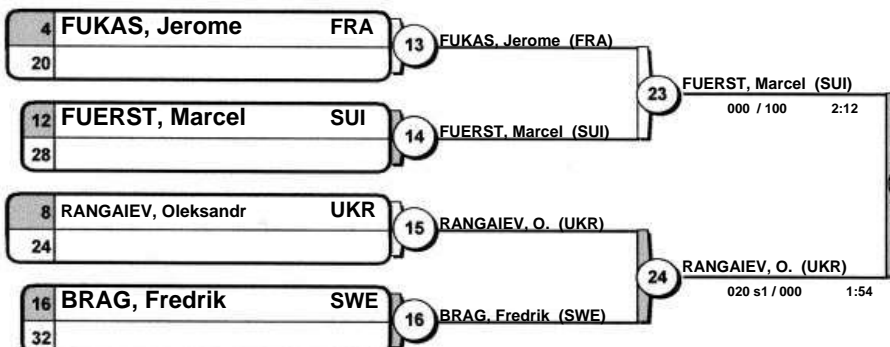 4 FUKAS, Jerome FRA
20
13 FUKAS, Jerome (FRA)
12 FUERST, Marcel SUI
28
14 FUERST, Marcel (SUI)
23 FUERST, Marcel (SUI)
000 / 100 2:12
8 RANGAIEV, Oleksandr UKR
24
15 RANGAIEV, O. (UKR)
16 BRAG, Fredrik SWE
32
16 BRAG, Fredrik (SWE)
24 RANGAIEV, O. (UKR)
020 s1 / 000 1:54